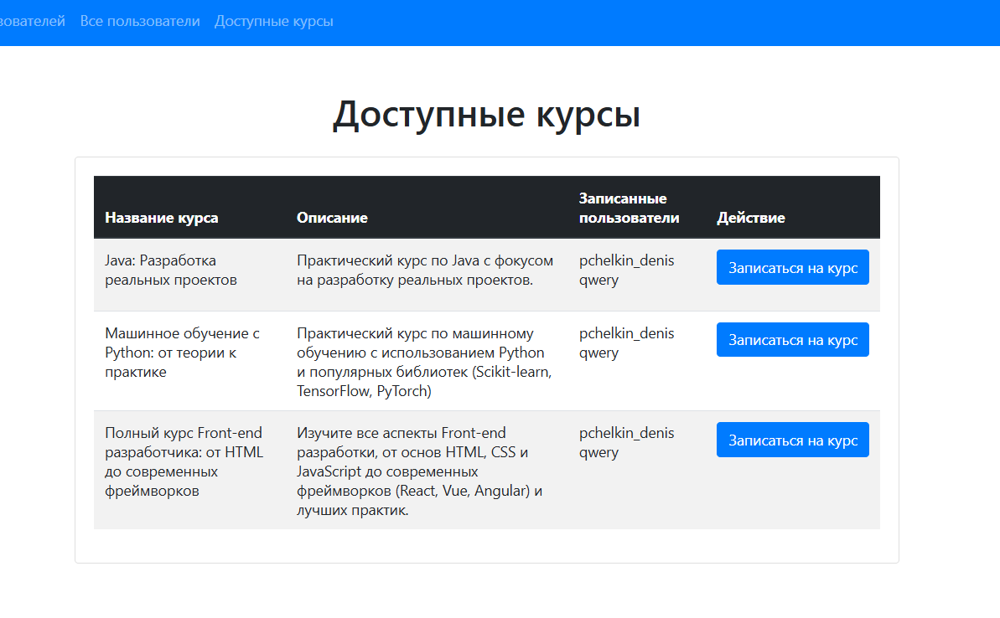 Все пользователи Доступные курсы
Доступные курсы
Название курса Описание Записанные пользователи Действие
Java: Разработка
реальных проектов
Практический курс по Java с фокусом
на разработку реальных проектов.
pchelkin_denis
qwery
Записаться на курс
Машинное обучение с
Python: от теории к
практике
Практический курс по машинному
обучению с использованием Python
и популярных библиотек (Scikit-learn,
TensorFlow, PyTorch)
pchelkin_denis
qwery
Записаться на курс
Полный курс Front-end
разработчика: от HTML
до современных
фреймворков
Изучите все аспекты Front-end
разработки, от основ HTML, CSS и
JavaScript до современных
фреймворков (React, Vue, Angular) и
лучших практик.
pchelkin_denis
qwery
Записаться на курс